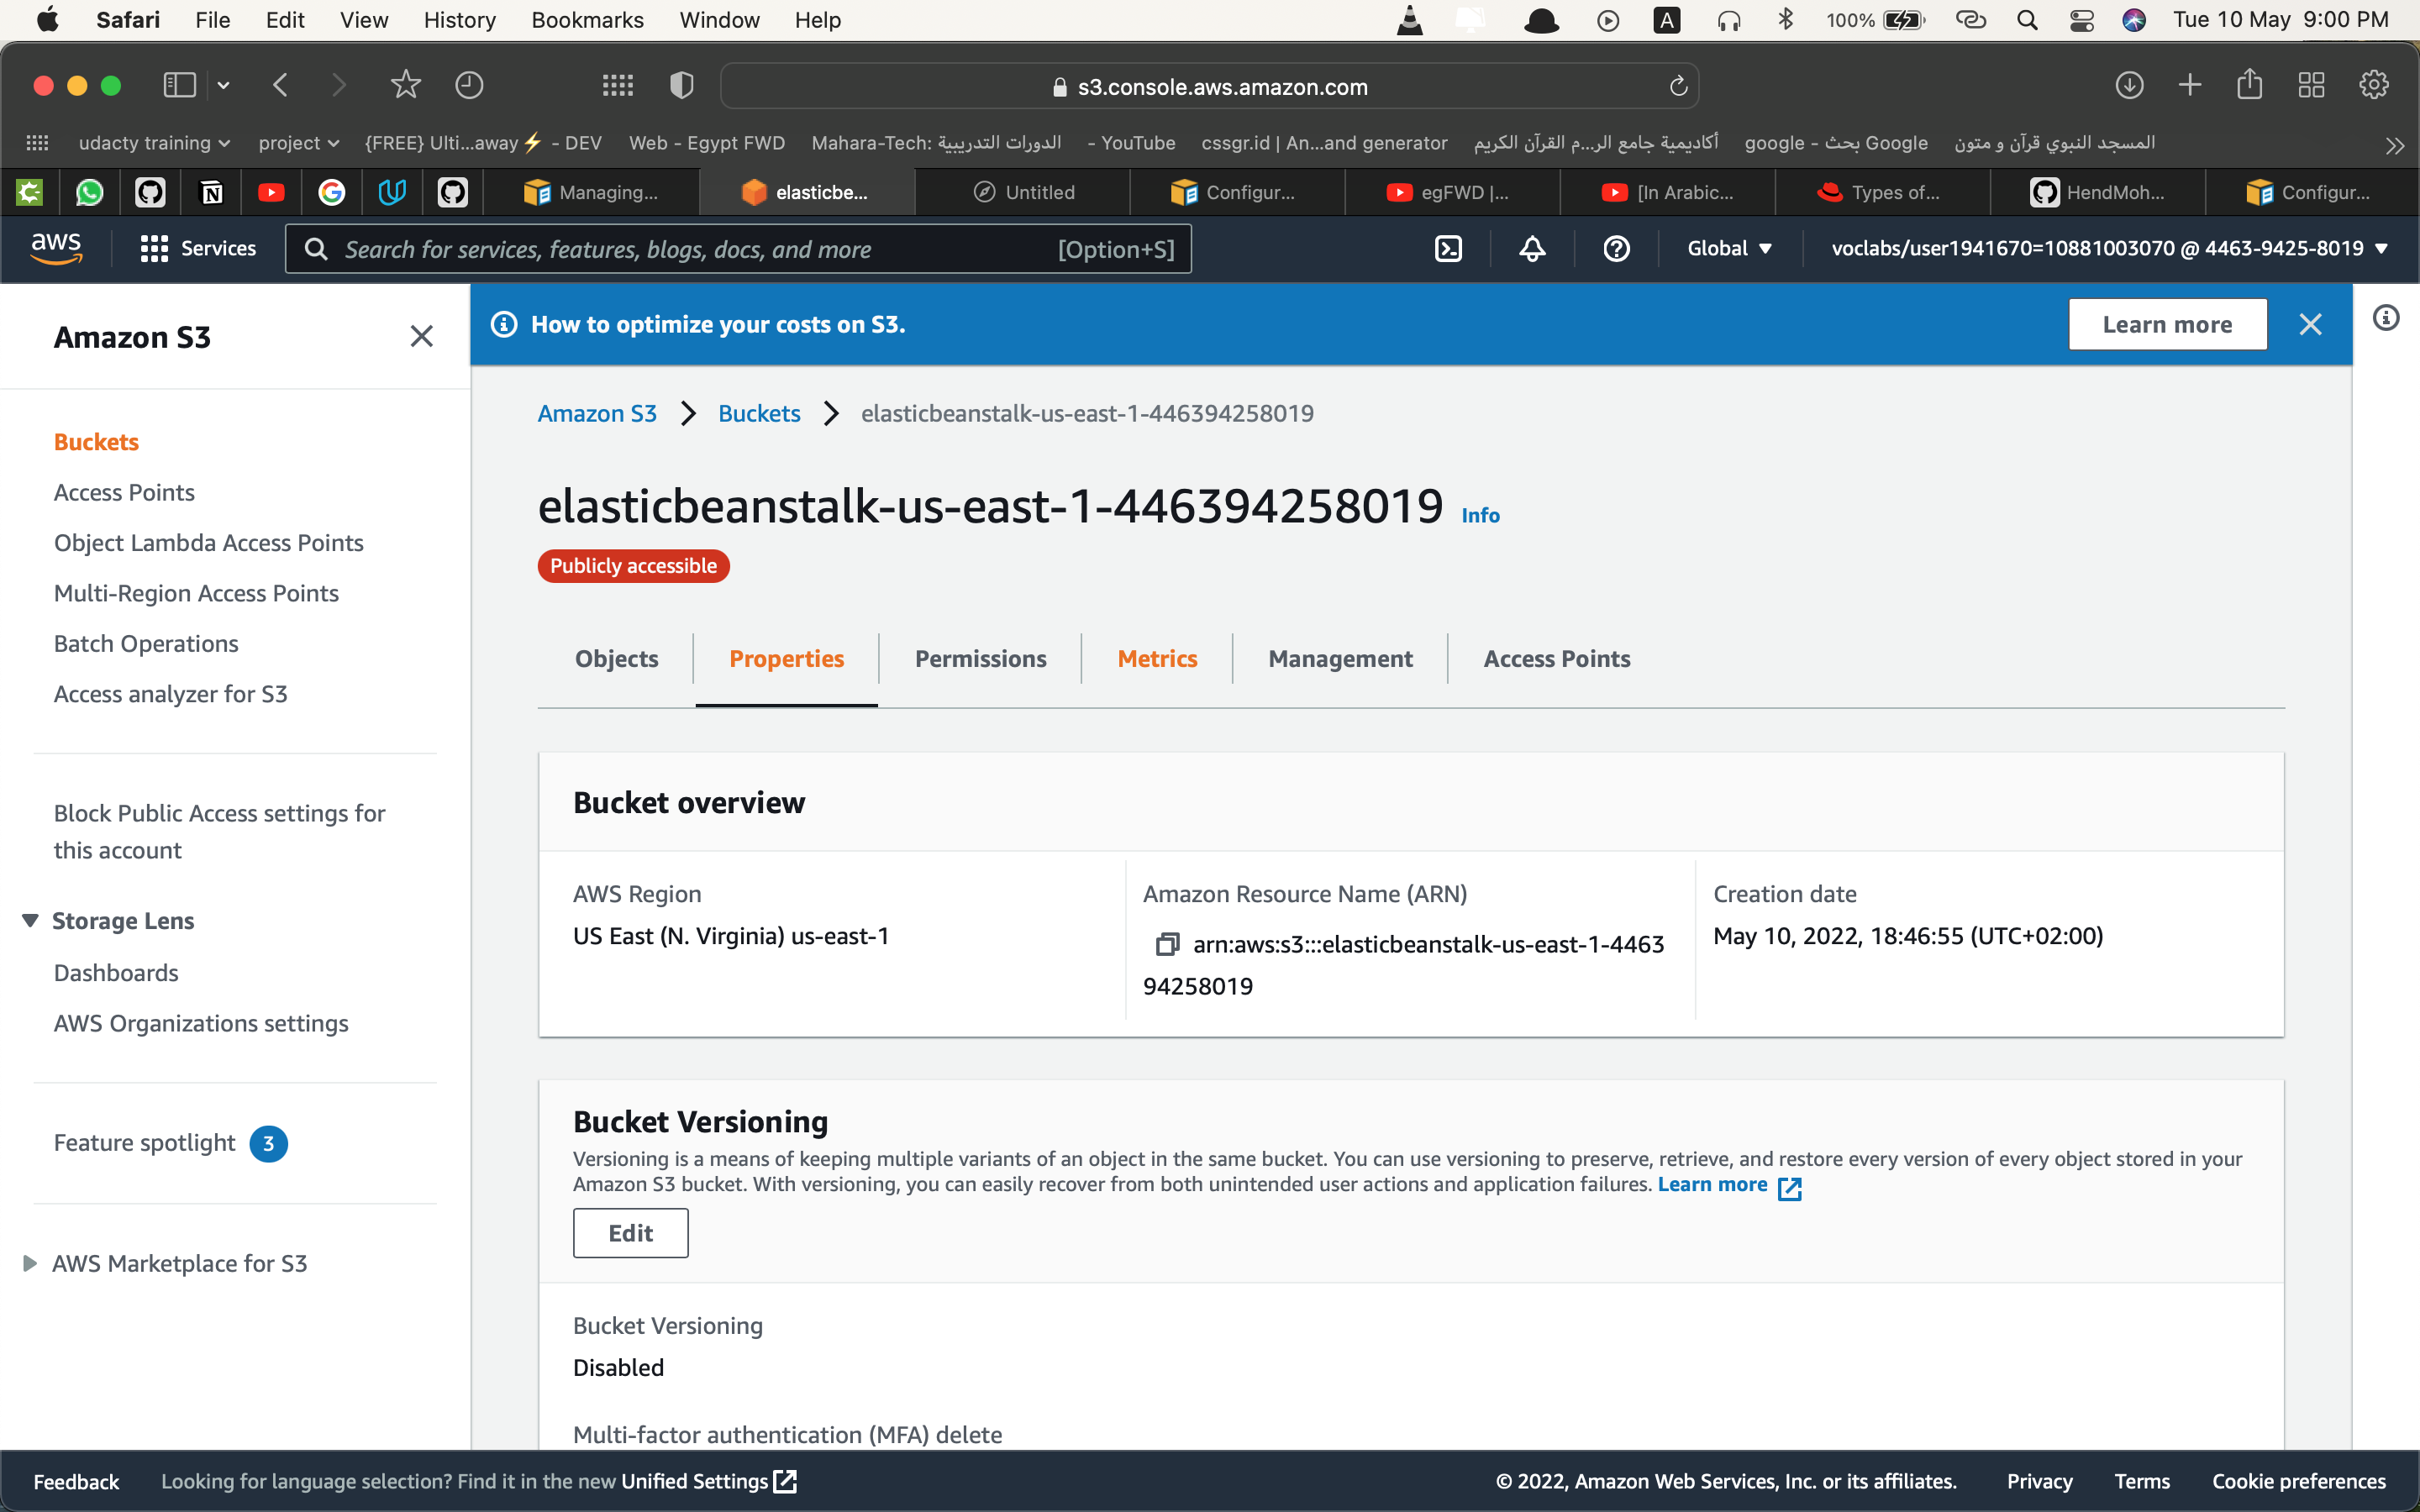 Safari File Edit View History Bookmarks Window Help A 100% Tue 10 May 9:00 PM
s3.console.aws.amazon.com
udacty training project {FREE} Ulti...away⚡ - DEV Web - Egypt FWD Mahara-Tech: الدورات التدريبية - YouTube cssgr.id | An...and generator أكاديمية جامع الر...م القرآن الكريم google - بحث Google المسجد النبوي قرآن و متون
Managing... elasticbe... Untitled Configur... egFWD |... [In Arabic... Types of... HendMoh... Configur...
aws Services Search for services, features, blogs, docs, and more [Option+S] Global voclabs/user1941670=10881003070 @ 4463-9425-8019
Amazon S3
Buckets
Access Points
Object Lambda Access Points
Multi-Region Access Points
Batch Operations
Access analyzer for S3
Block Public Access settings for
this account
Storage Lens
Dashboards
AWS Organizations settings
Feature spotlight 3
AWS Marketplace for S3
How to optimize your costs on S3. Learn more
Amazon S3 Buckets elasticbeanstalk-us-east-1-446394258019
elasticbeanstalk-us-east-1-446394258019 Info
Publicly accessible
Objects Properties Permissions Metrics Management Access Points
Bucket overview
AWS Region
US East (N. Virginia) us-east-1
Amazon Resource Name (ARN)
arn:aws:s3:::elasticbeanstalk-us-east-1-4463
94258019
Creation date
May 10, 2022, 18:46:55 (UTC+02:00)
Bucket Versioning
Versioning is a means of keeping multiple variants of an object in the same bucket. You can use versioning to preserve, retrieve, and restore every version of every object stored in your
Amazon S3 bucket. With versioning, you can easily recover from both unintended user actions and application failures. Learn more
Edit
Bucket Versioning
Disabled
Multi-factor authentication (MFA) delete
Feedback Looking for language selection? Find it in the new Unified Settings © 2022, Amazon Web Services, Inc. or its affiliates. Privacy Terms Cookie preferences